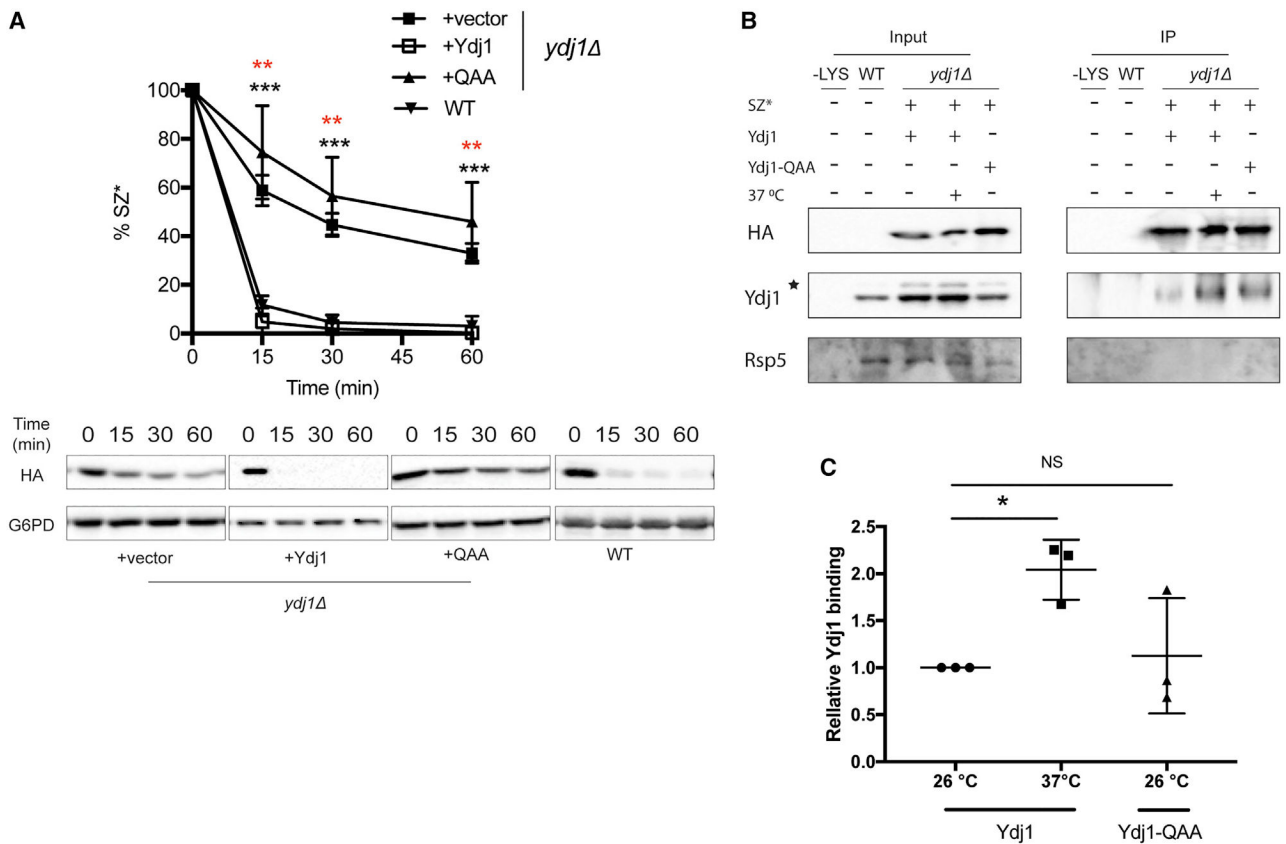 A
+vector
+Ydj1
+QAA
WT
ydj1Δ
% SZ*
100
80
60
40
20
0
** ** **
*** *** ***
0 15 30 45 60
Time (min)
Time (min) 0 15 30 60 0 15 30 60 0 15 30 60 0 15 30 60
HA
G6PD
+vector +Ydj1 +QAA WT
ydj1Δ
B
Input IP
-LYS WT ydj1Δ -LYS WT ydj1Δ
SZ* - - + + + - - + + +
Ydj1 - - + + - - - + + -
Ydj1-QAA - - - - + - - - - +
37 ⁰C - - - + - - - - + -
HA
Ydj1 ★
Rsp5
C
NS
*
Rellative Ydj1 binding
2.5
2.0
1.5
1.0
0.5
0.0
26 °C 37°C 26 °C
Ydj1 Ydj1-QAA